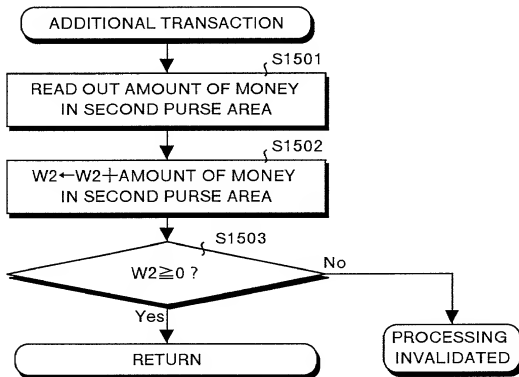 ADDITIONAL TRANSACTION
S1501
READ OUT AMOUNT OF MONEY
IN SECOND PURSE AREA
S1502
W2←W2+AMOUNT OF MONEY
IN SECOND PURSE AREA
S1503
W2≧0 ?
No
Yes
RETURN
PROCESSING
INVALIDATED